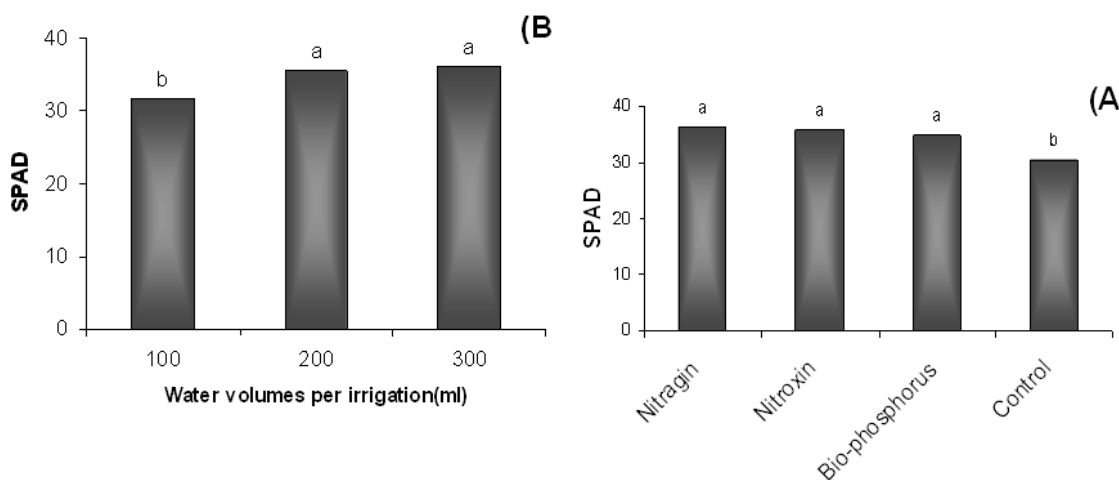 (B)
40
30
20
10
0
SPAD
b
a
a
100 200 300
Water volumes per irrigation(ml)
(A
40
30
20
10
0
SPAD
a
a
a
b
Nitragin
Nitroxin
Bio-phosphorus
Control